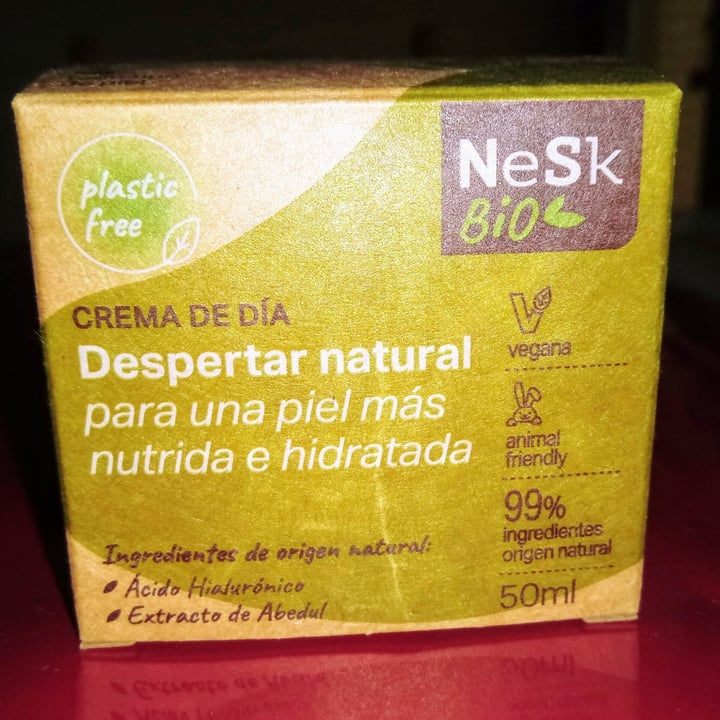 plastic
free
NeSk
BiO
CREMA DE DÍA
Despertar natural
para una piel más
nutrida e hidratada
vegana
animal
friendly
99%
ingredientes
origen natural
50ml
Ingredientes de origen natural:
Ácido Hialurónico
Extracto de Abedul